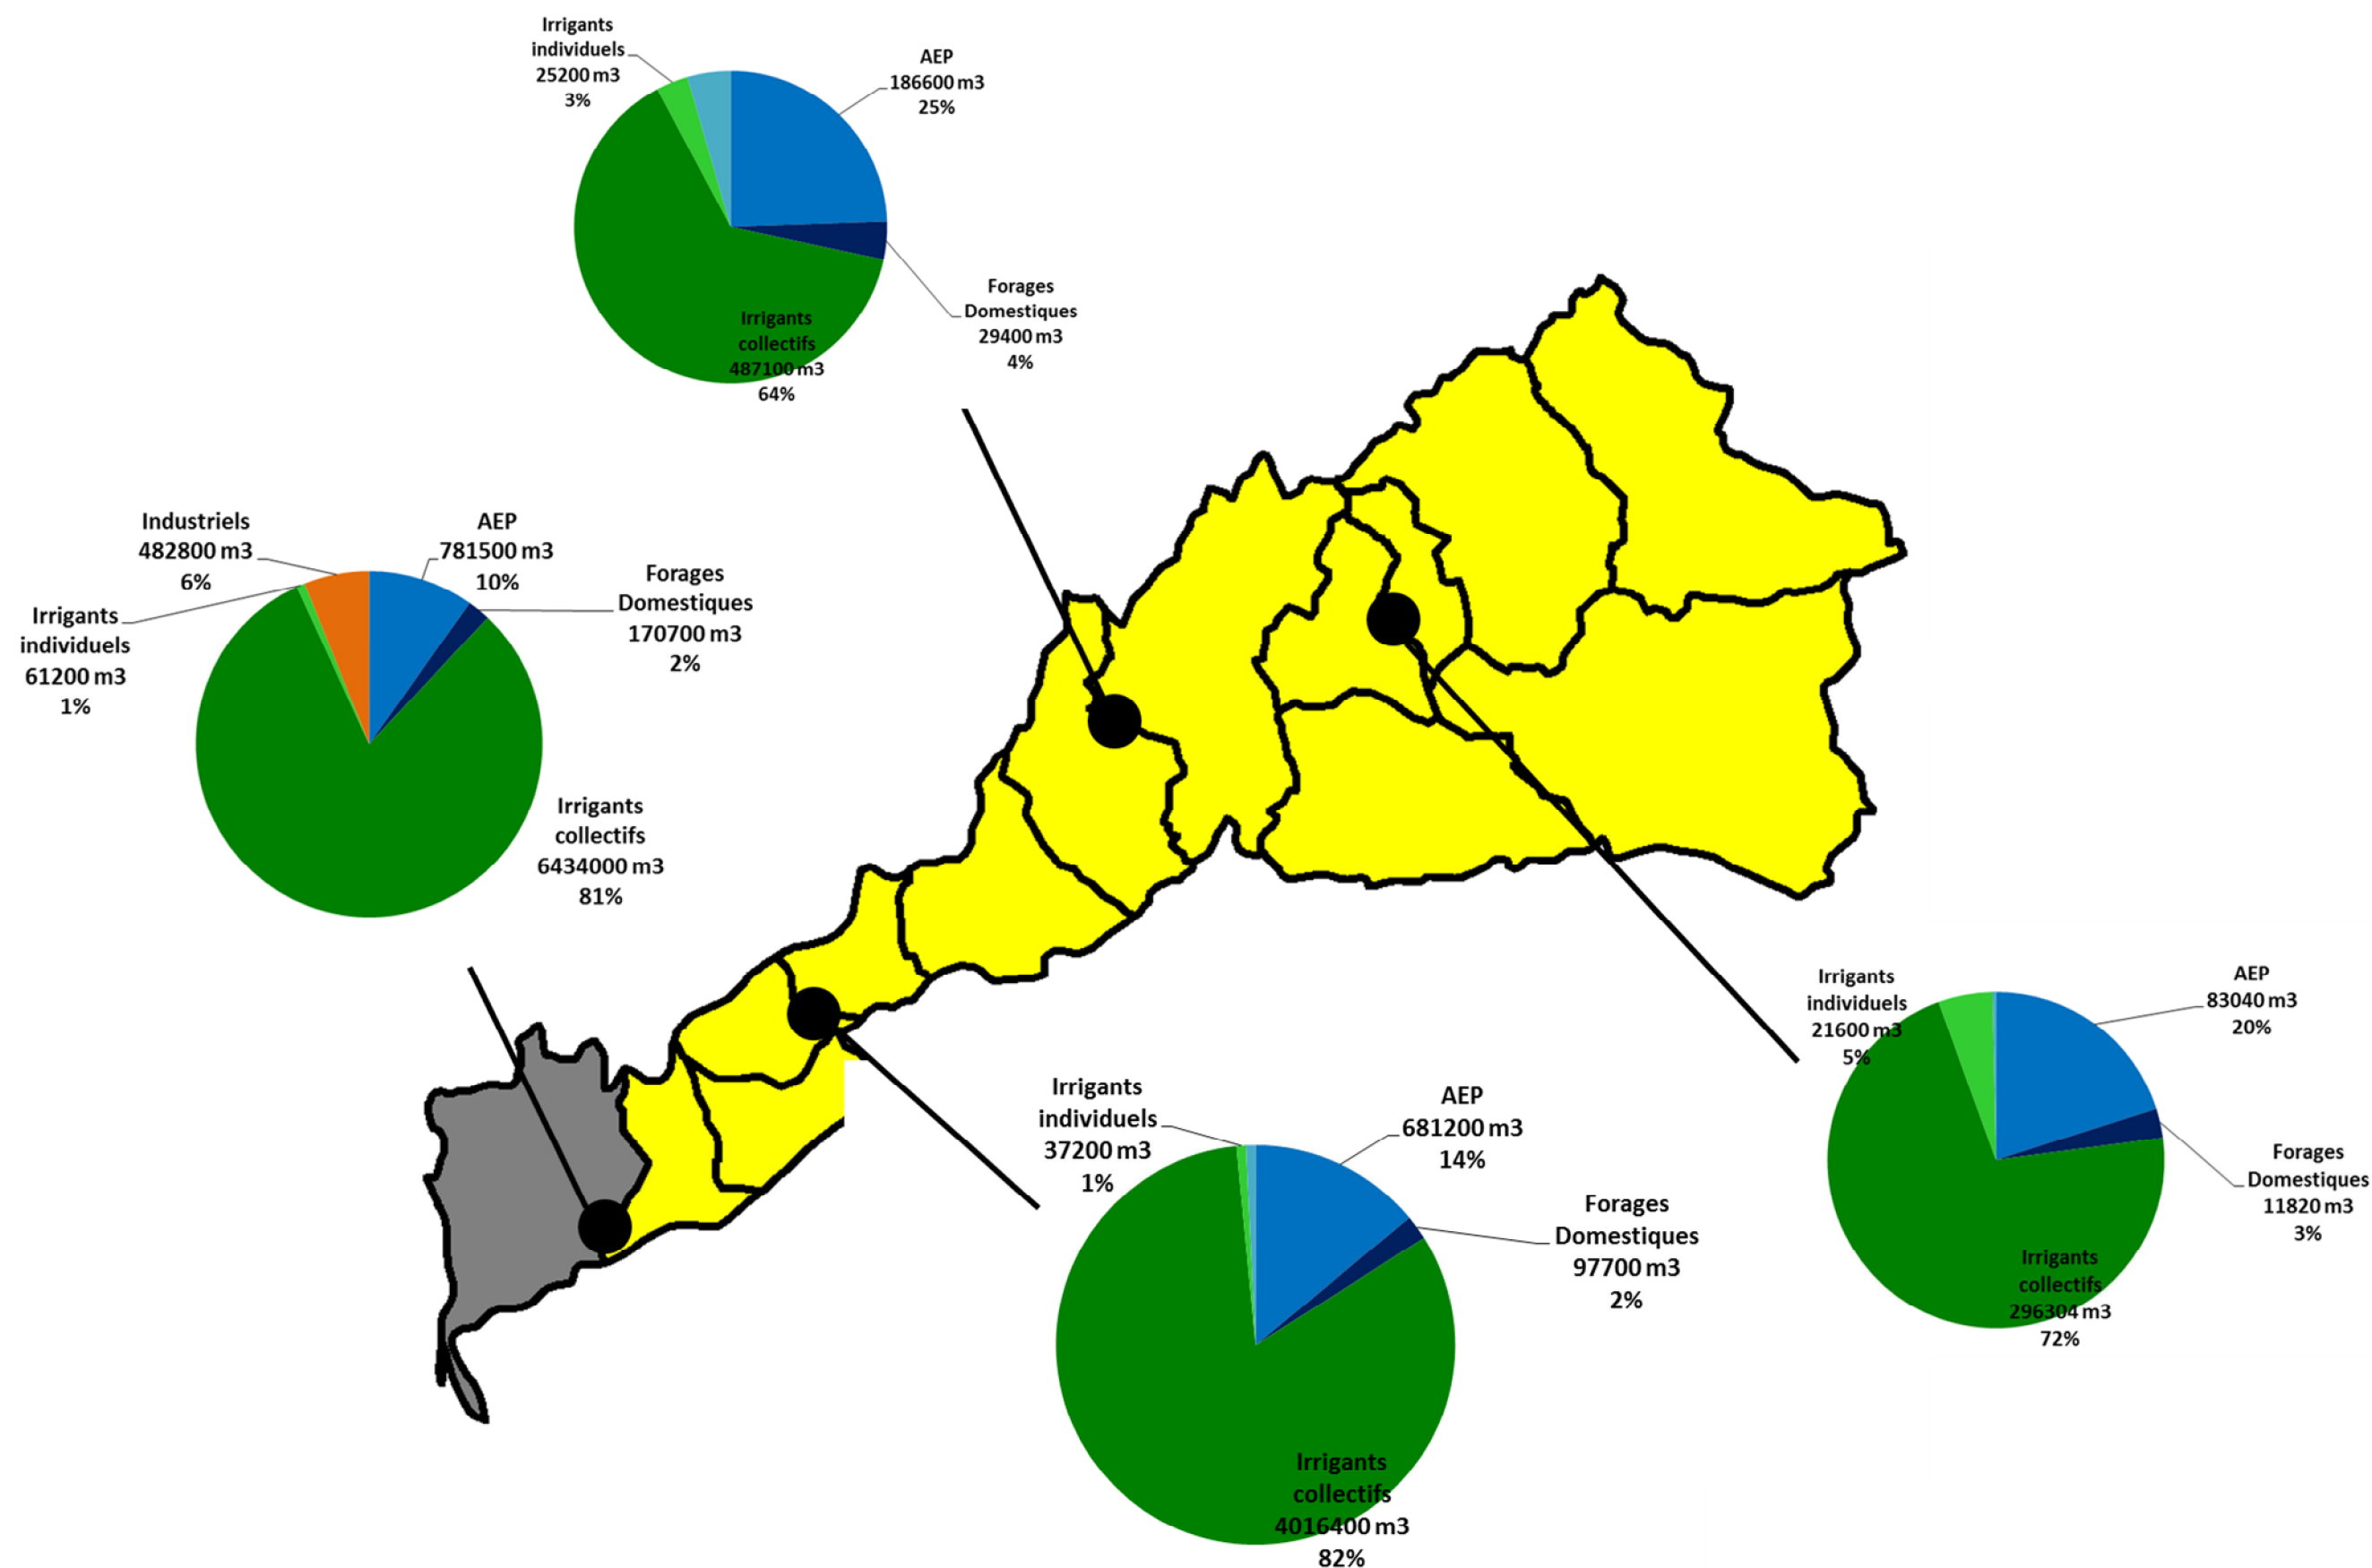 Irrigants
individuels
25200 m3
3%
AEP
186600 m3
25%
Forages
Domestiques
29400 m3
4%
Irrigants
collectifs
487100 m3
64%
Industriels
482800 m3
6%
AEP
781500 m3
10%
Forages
Domestiques
170700 m3
2%
Irrigants
individuels
61200 m3
1%
Irrigants
collectifs
6434000 m3
81%
Irrigants
individuels
21600 m3
5%
AEP
83040 m3
20%
Forages
Domestiques
11820 m3
3%
Irrigants
collectifs
296304 m3
72%
Irrigants
individuels
37200 m3
1%
AEP
681200 m3
14%
Forages
Domestiques
97700 m3
2%
Irrigants
collectifs
4016400 m3
82%